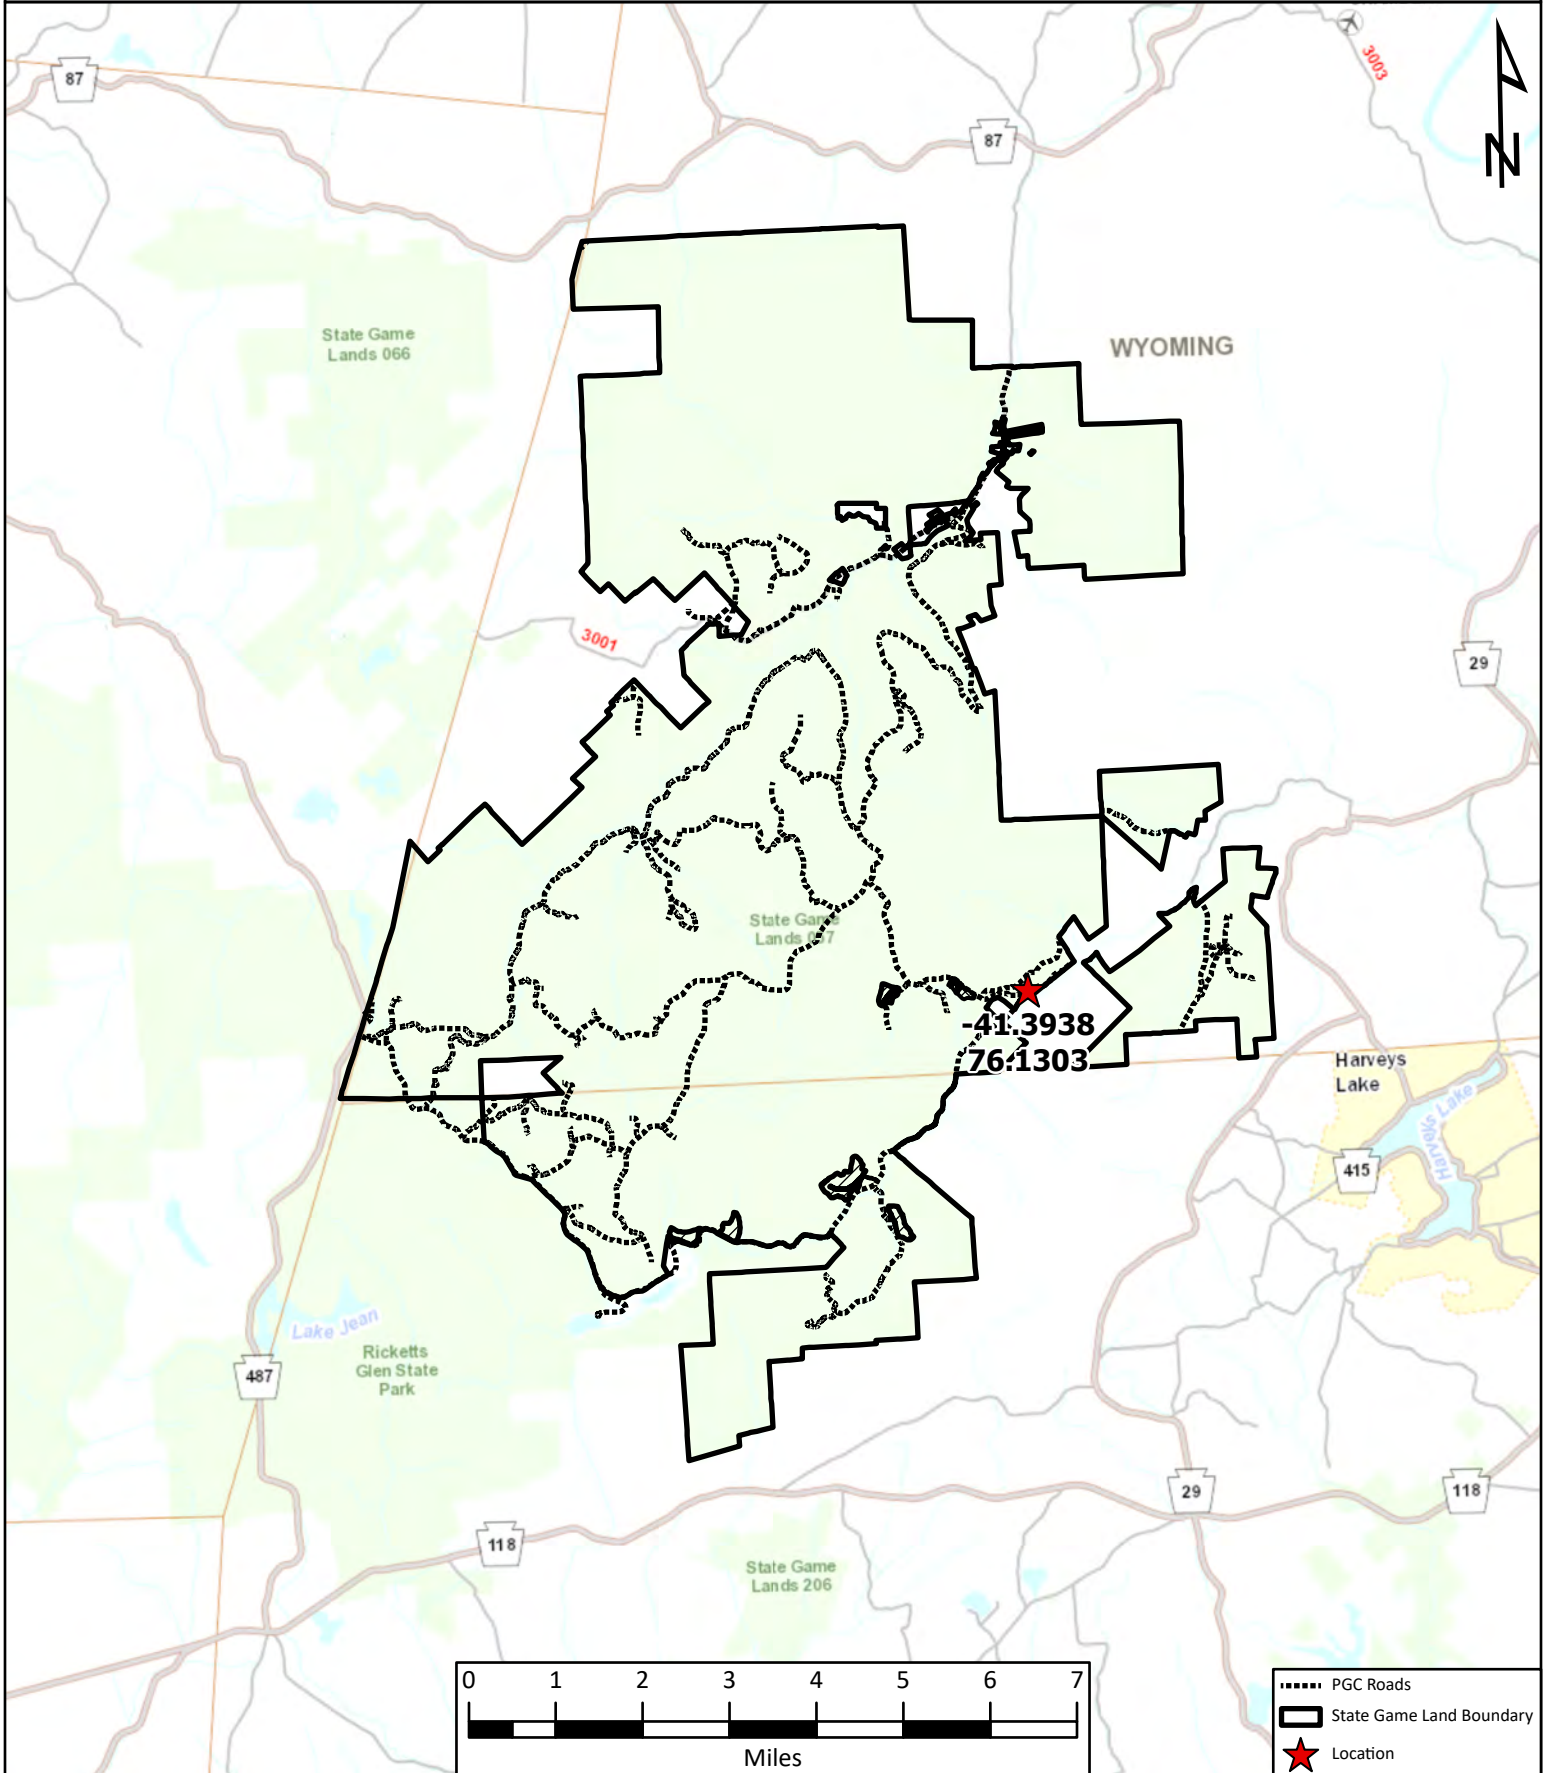 3003
87
87
N
State Game
Lands 066
WYOMING
3001
29
State Game
Lands 057
-41.3938
76.1303
Harveys
Lake
Harveys Lake
415
Lake Jean
Ricketts
Glen State
Park
487
29
118
118
State Game
Lands 206
0 1 2 3 4 5 6 7
Miles
PGC Roads
State Game Land Boundary
Location